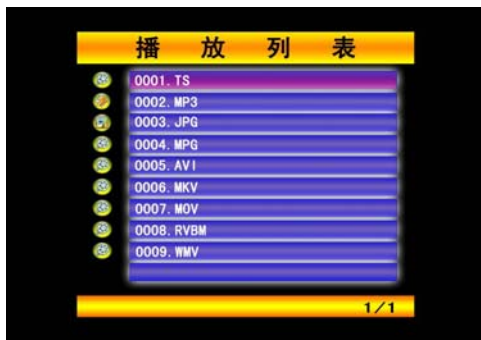 播放列表
0001. TS
0002. MP3
0003. JPG
0004. MPG
0005. AVI
0006. MKV
0007. MOV
0008. RVBM
0009. WMV
1/1